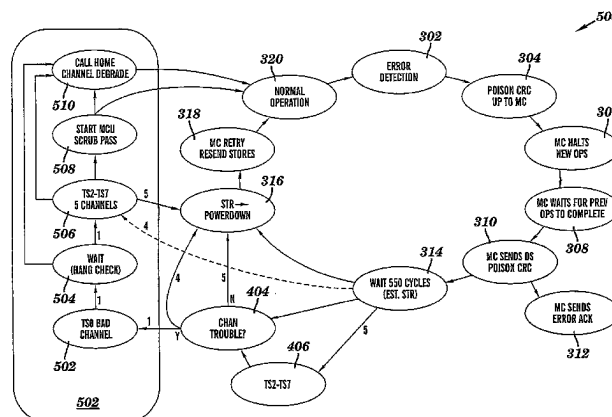 CALL HOME
CHANNEL DEGRADE
510
START MCU
SCRUB PASS
508
TS2-TS7
5 CHANNELS
506
WAIT
(HANG CHECK)
504
TS0 BAD
CHANNEL
502
502
1
1
1
5
4
4
5
N
Y
5
320
NORMAL
OPERATION
302
ERROR
DETECTION
304
POISON CRC
UP TO MC
MC HALTS
NEW OPS
MC WAITS FOR PREV
OPS TO COMPLETE
308
310
MC SENDS DS
POISON CRC
MC SENDS
ERROR ACK
312
314
WAIT 550 CYCLES
(EST. STR)
316
STR →
POWERDOWN
318
MC RETRY
RESEND STORES
404
CHAN
TROUBLE?
406
TS2-TS7